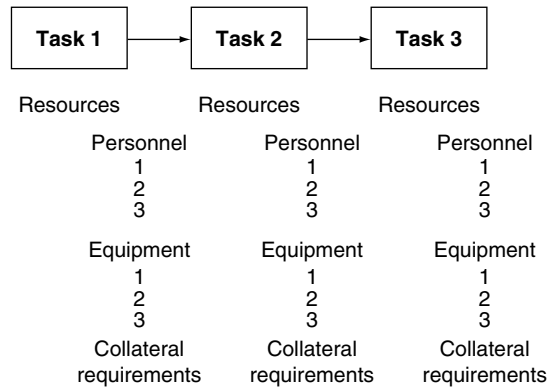 Task 1 Task 2 Task 3
Resources Resources Resources
Personnel Personnel Personnel
1 1 1
2 2 2
3 3 3
Equipment Equipment Equipment
1 1 1
2 2 2
3 3 3
Collateral Collateral Collateral
requirements requirements requirements